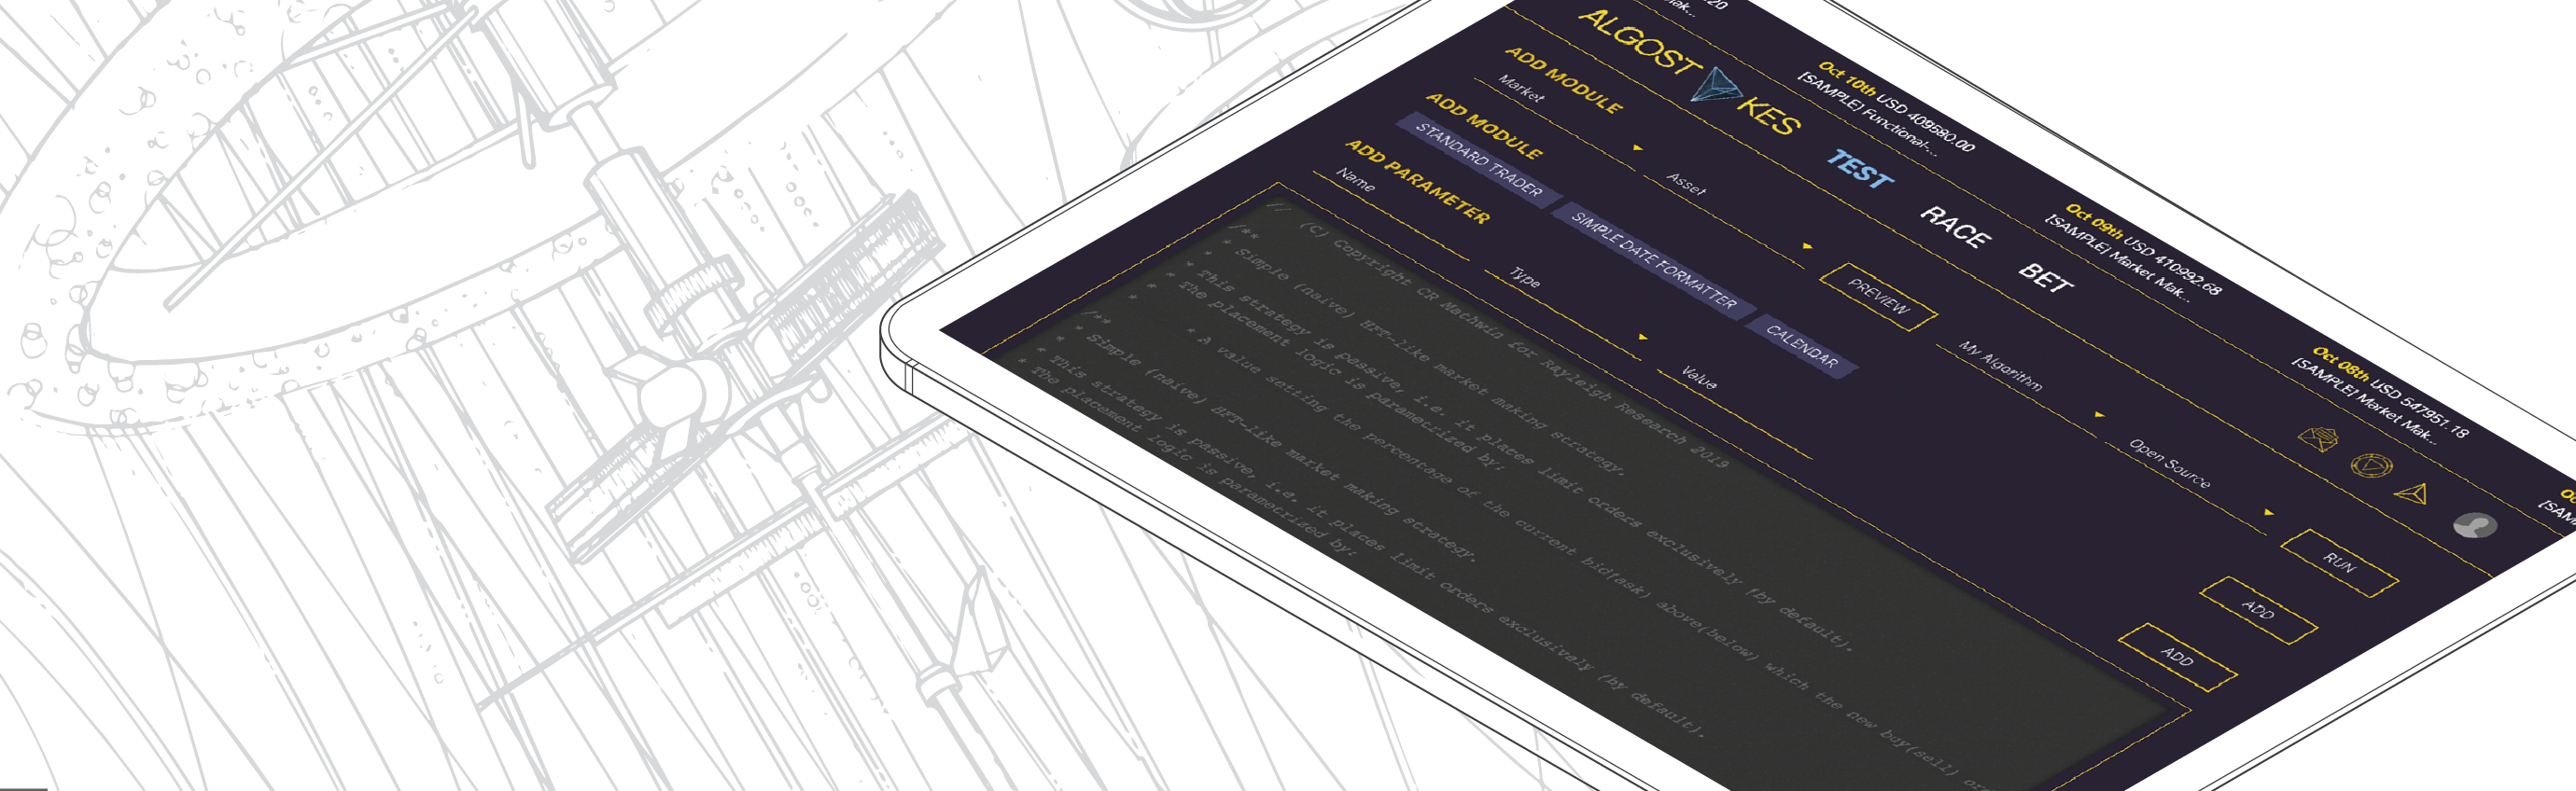 ALGOST KES
TEST
RACE
BET
Oct 10th USD 409580.00
[SAMPLE] Functional-...
Oct 09th USD 410992.68
[SAMPLE] Market Mak...
Oct 08th USD 547951.18
[SAMPLE] Market Mak...
ADD MODULE
Market
Asset
PREVIEW
My Algorithm
Open Source
RUN
ADD MODULE
STANDARD TRADER
SIMPLE DATE FORMATTER
CALENDAR
ADD
ADD PARAMETER
Name
Type
Value
ADD
// (C) Copyright CR Machwin for Rayleigh Research 2019
/**
* Simple (naive) HFT-like market making strategy.
*
* This strategy is passive, i.e. it places limit orders exclusively (by default).
* The placement logic is parametrized by:
* * A value setting the percentage of the current bid(ask) above(below) which the new buy(sell)
/**
* Simple (naive) HFT-like market making strategy.
*
* This strategy is passive, i.e. it places limit orders exclusively (by default).
* The placement logic is parametrized by: